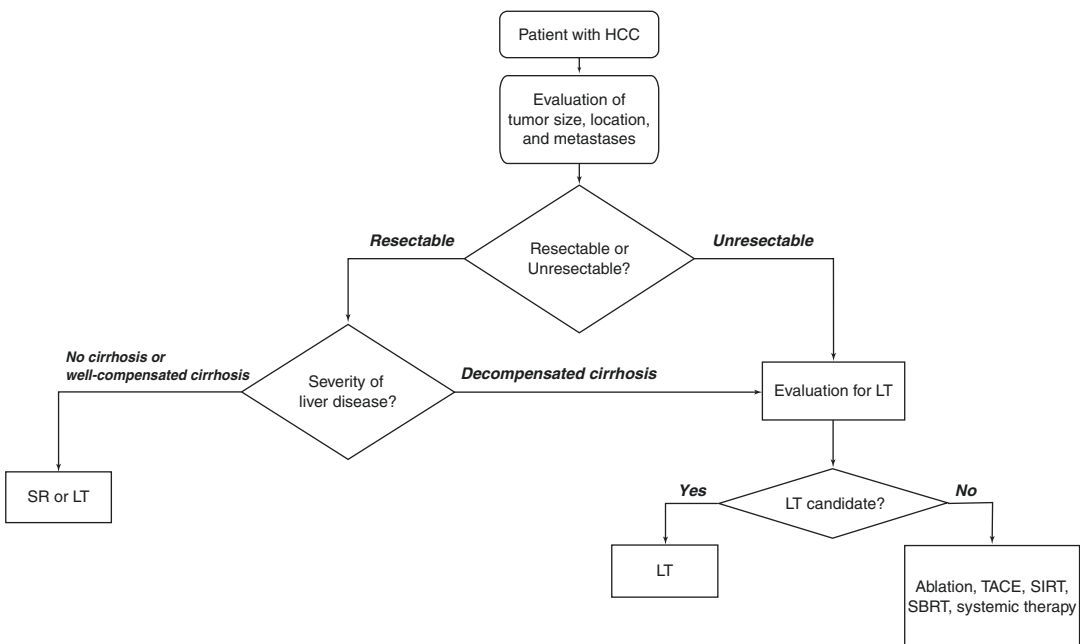 Patient with HCC
Evaluation of
tumor size, location,
and metastases
Resectable or
Unresectable?
Resectable
Unresectable
Severity of
liver disease?
No cirrhosis or
well-compensated cirrhosis
Decompensated cirrhosis
SR or LT
Evaluation for LT
LT candidate?
Yes
No
LT
Ablation, TACE, SIRT,
SBRT, systemic therapy